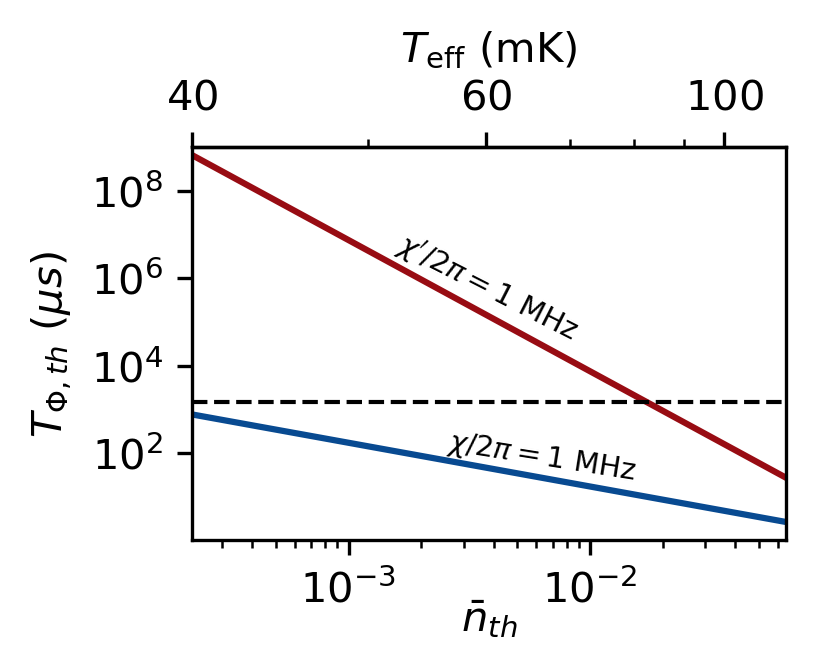 T_eff (mK)
40 60 100
10^8
10^6
10^4
10^2
T_Φ,th (μs)
χ′/2π = 1 MHz
χ/2π = 1 MHz
10^−3 10^−2
n̄_th